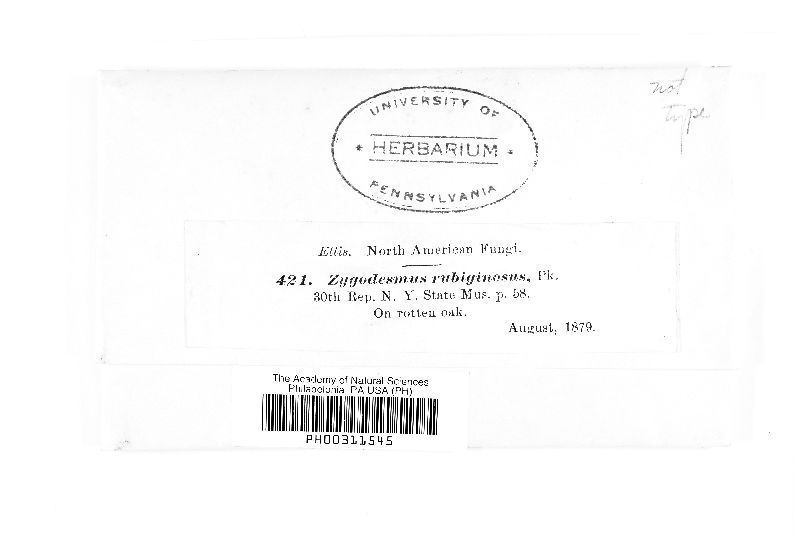 not
type
UNIVERSITY OF
* HERBARIUM *
PENNSYLVANIA
Ellis. North American Fungi.
421. Zygodesmus rubiginosus, Pk.
30th Rep. N. Y. State Mus. p. 58.
On rotten oak.
August, 1879.
The Academy of Natural Sciences
Philadelphia, PA USA (PH)
PH00311545